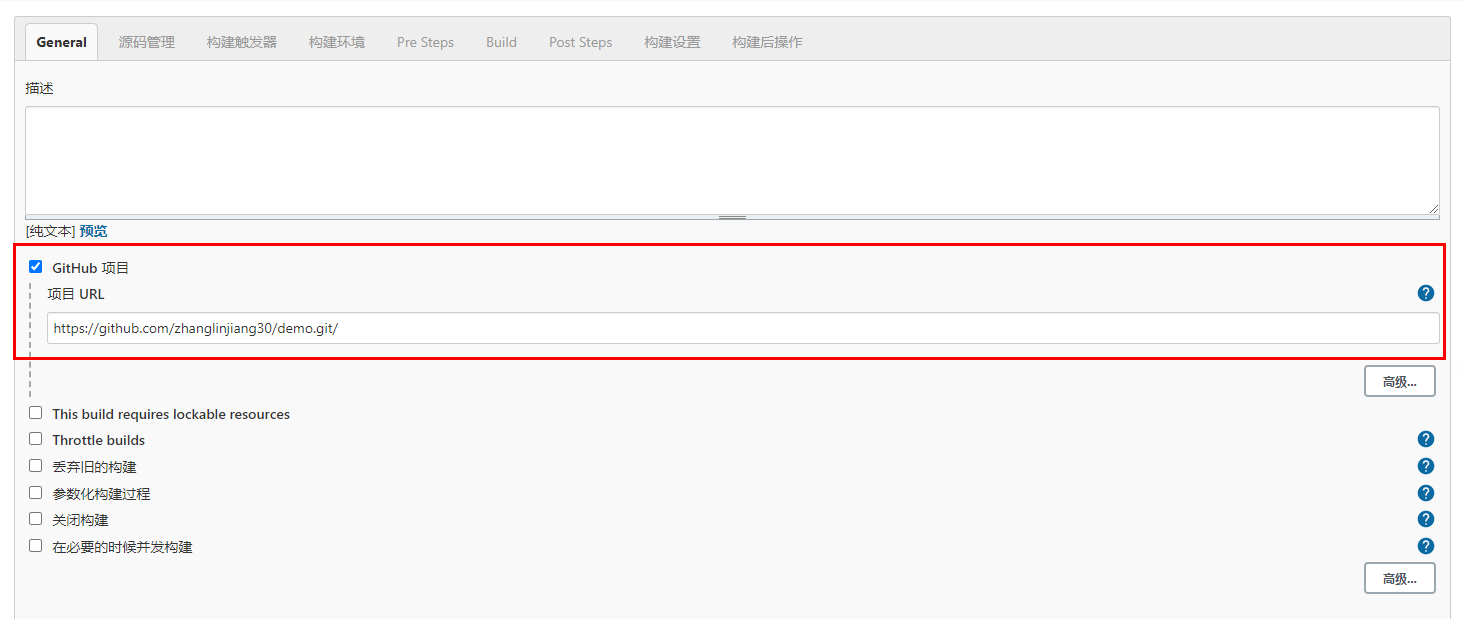 General 源码管理 构建触发器 构建环境 Pre Steps Build Post Steps 构建设置 构建后操作
描述
[纯文本] 预览
GitHub 项目
项目 URL
?
https://github.com/zhanglinjiang30/demo.git/
高级...
This build requires lockable resources
Throttle builds ?
丢弃旧的构建 ?
参数化构建过程 ?
关闭构建 ?
在必要的时候并发构建 ?
高级...